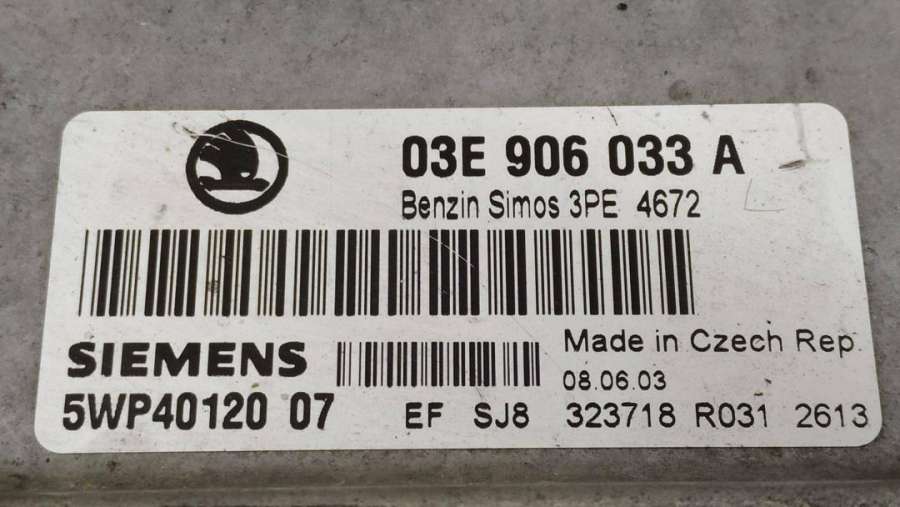 03E 906 033 A
Benzin Simos 3PE 4672
SIEMENS
Made in Czech Rep.
08.06.03
5WP40120 07
EF SJ8 323718 R031 2613